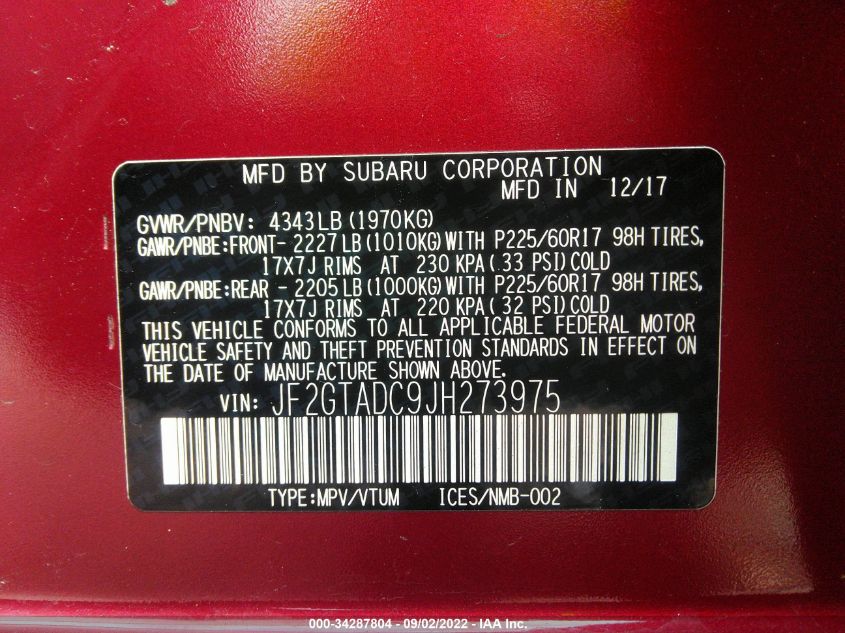 MFD BY SUBARU CORPORATION
MFD IN 12/17
GVWR/PNBV: 4343LB (1970KG)
GAWR/PNBE:FRONT- 2227LB (1010KG)WITH P225/60R17 98H TIRES,
17X7J RIMS AT 230 KPA( 33 PSI)COLD
GAWR/PNBE:REAR - 2205LB (1000KG)WITH P225/60R17 98H TIRES,
17X7J RIMS AT 220 KPA( 32 PSI)COLD
THIS VEHICLE CONFORMS TO ALL APPLICABLE FEDERAL MOTOR
VEHICLE SAFETY AND THEFT PREVENTION STANDARDS IN EFFECT ON
THE DATE OF MANUFACTURE SHOWN ABOVE.
VIN: JF2GTADC9JH273975
TYPE:MPV/VTUM ICES/NMB-002
000-34287804 - 09/02/2022 - IAA Inc.